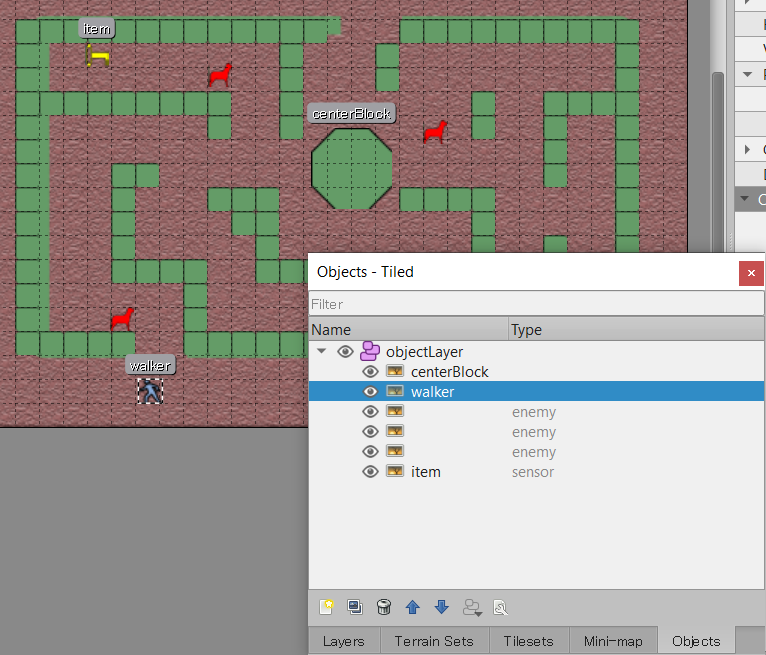 item
centerBlock
walker
Objects - Tiled
Filter
Name Type
objectLayer
centerBlock
walker
enemy
enemy
enemy
item sensor
Layers Terrain Sets Tilesets Mini-map Objects